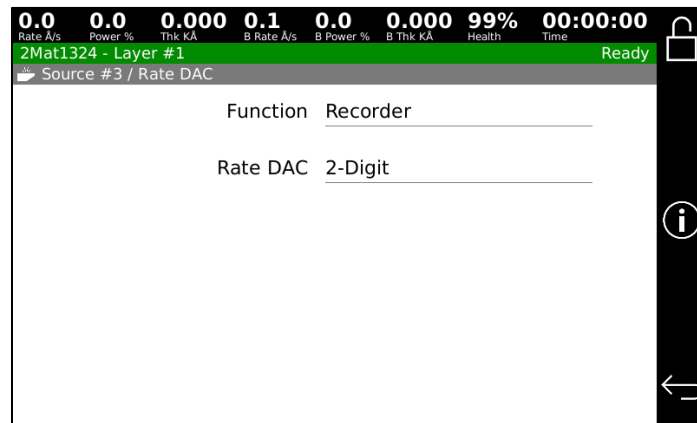 0.0 0.0 0.000 0.1 0.0 0.000 99% 00:00:00
Rate Å/s Power % Thk KÅ B Rate Å/s B Power % B Thk KÅ Health Time
2Mat1324 - Layer #1 Ready
Source #3 / Rate DAC
Function Recorder
Rate DAC 2-Digit